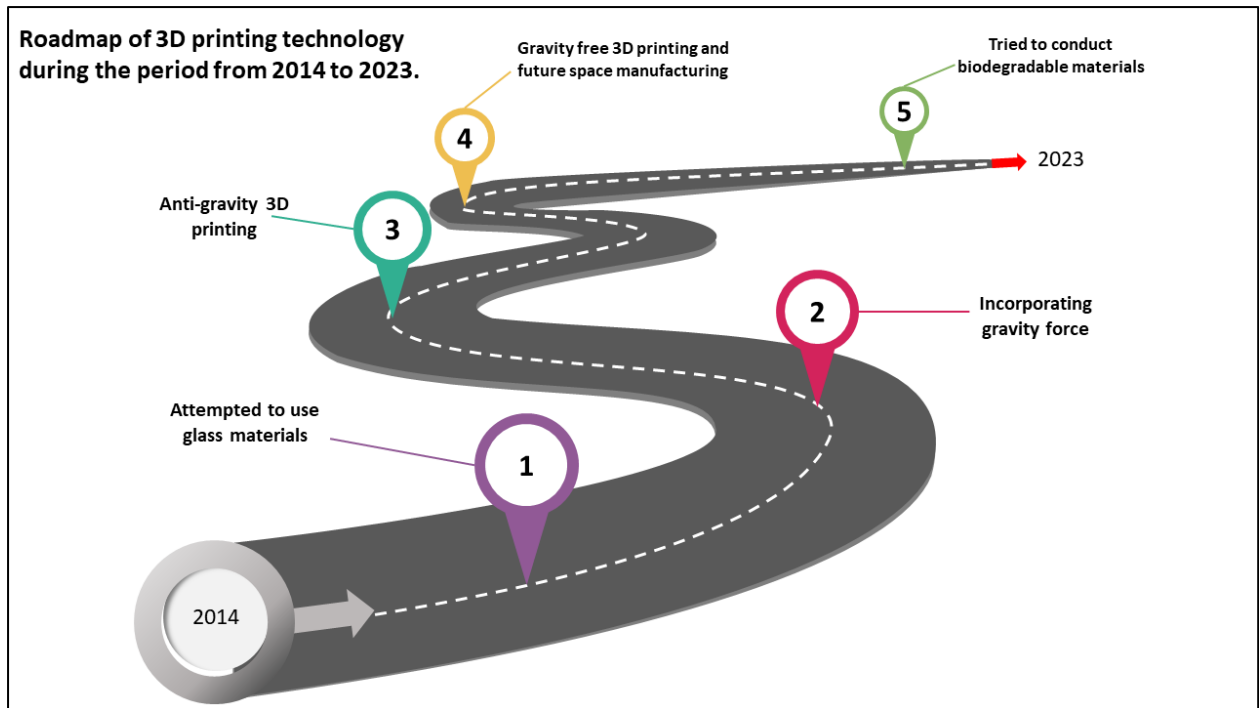 Roadmap of 3D printing technology
during the period from 2014 to 2023.
Gravity free 3D printing and
future space manufacturing
Tried to conduct
biodegradable materials
5
4
2023
Anti-gravity 3D
printing
3
2
Incorporating
gravity force
Attempted to use
glass materials
1
2014